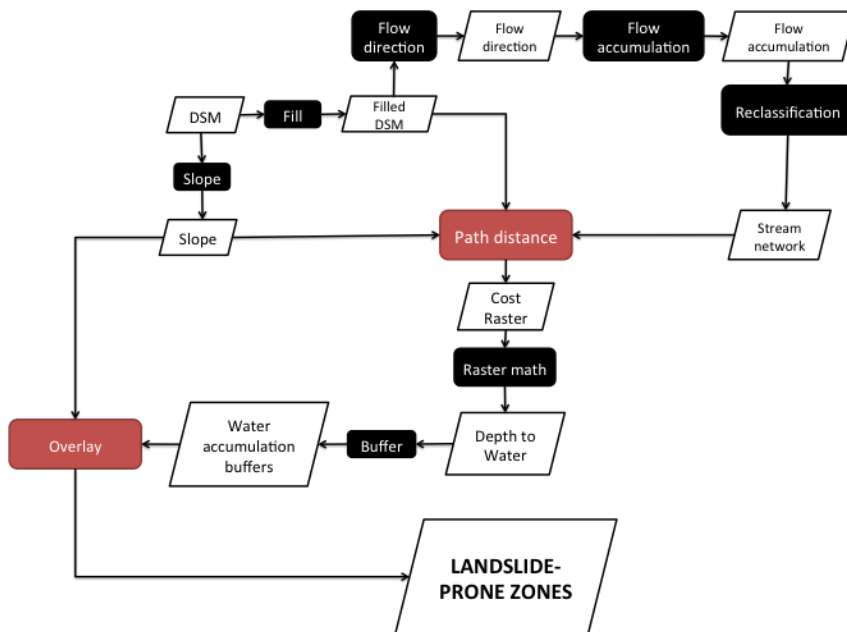 Flow
direction
Flow
direction
Flow
accumulation
Flow
accumulation
DSM
Fill
Filled
DSM
Reclassification
Slope
Slope
Path distance
Stream
network
Cost
Raster
Raster math
Overlay
Water
accumulation
buffers
Buffer
Depth to
Water
LANDSLIDE-
PRONE ZONES